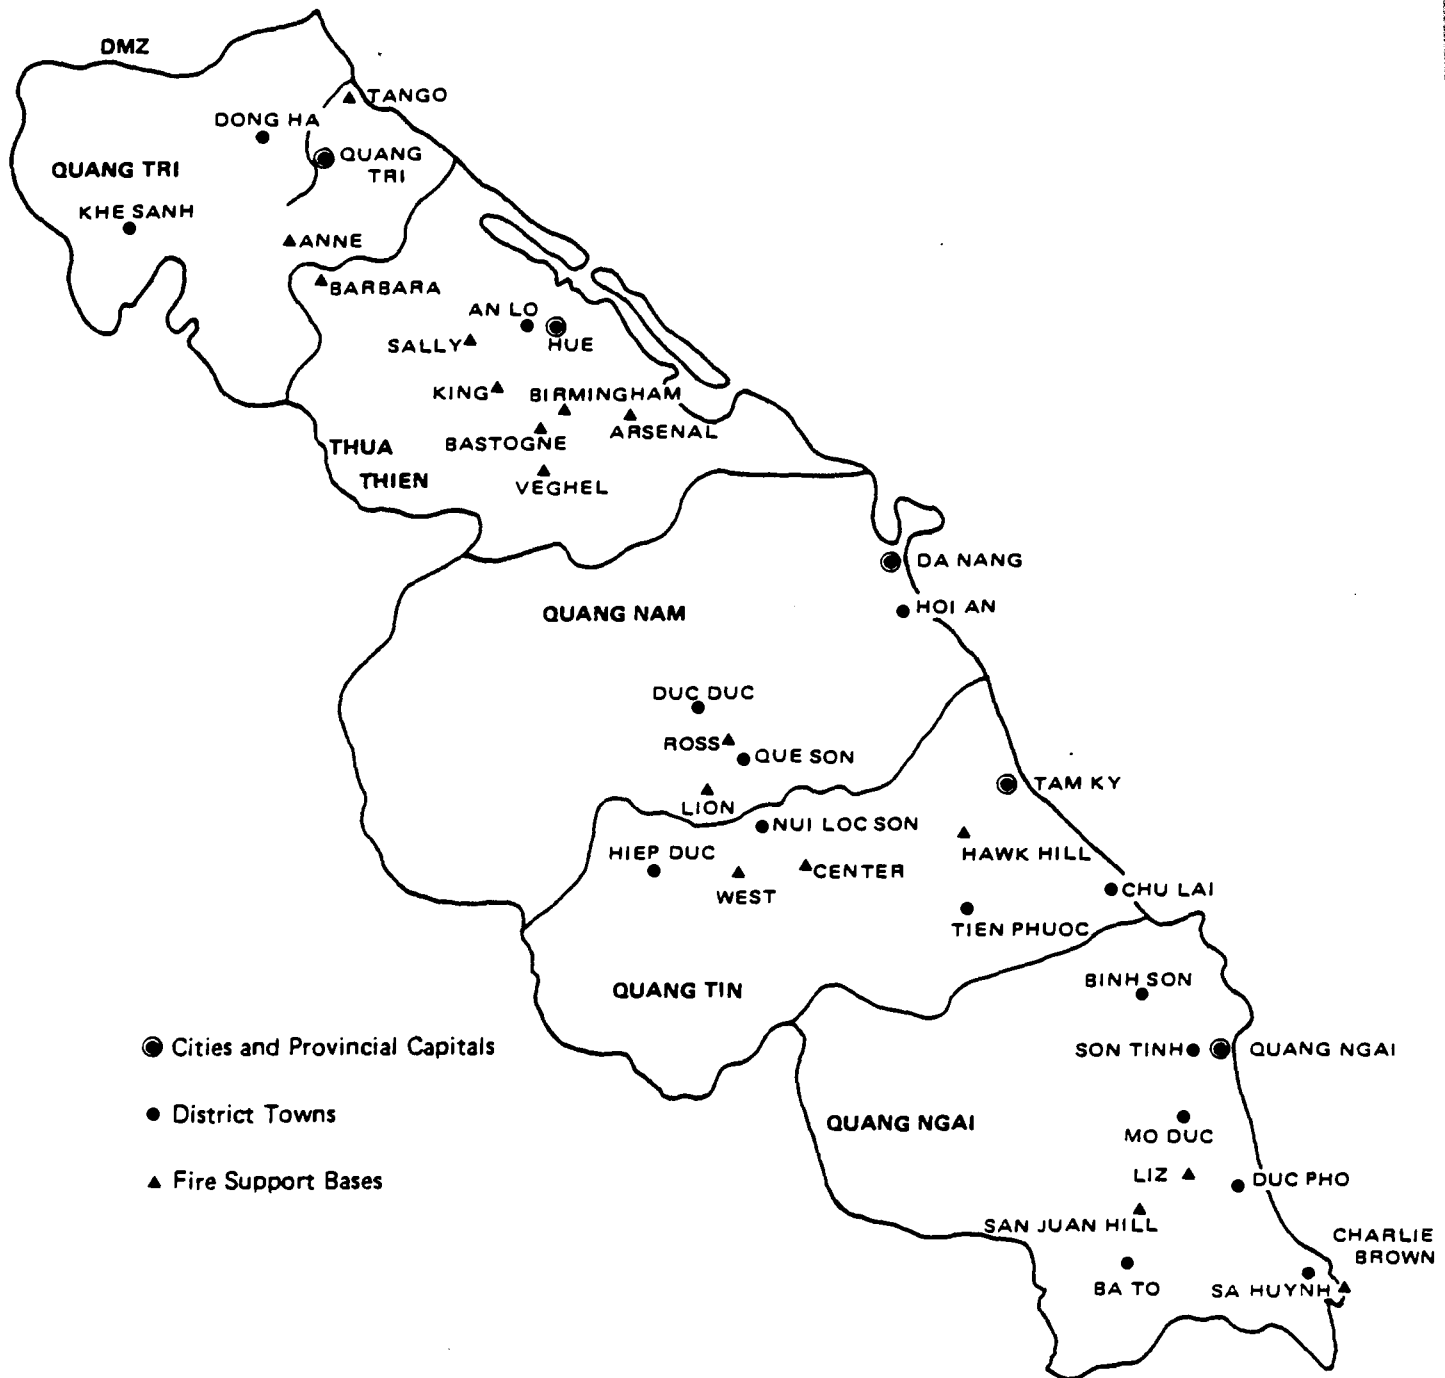 DMZ
TANGO
DONG HA
QUANG
TRI
QUANG TRI
KHE SANH
ANNE
BARBARA
AN LO
HUE
SALLY
KING
BIRMINGHAM
ARSENAL
BASTOGNE
THUA
THIEN
VEGHEL
DA NANG
HOI AN
QUANG NAM
DUC DUC
ROSS
QUE SON
TAM KY
LION
NUI LOC SON
HIEP DUC
HAWK HILL
CENTER
WEST
CHU LAI
TIEN PHUOC
BINH SON
QUANG TIN
Cities and Provincial Capitals
SON TINH
QUANG NGAI
District Towns
QUANG NGAI
MO DUC
LIZ
DUC PHO
Fire Support Bases
SAN JUAN HILL
CHARLIE
BROWN
BA TO
SA HUYNH